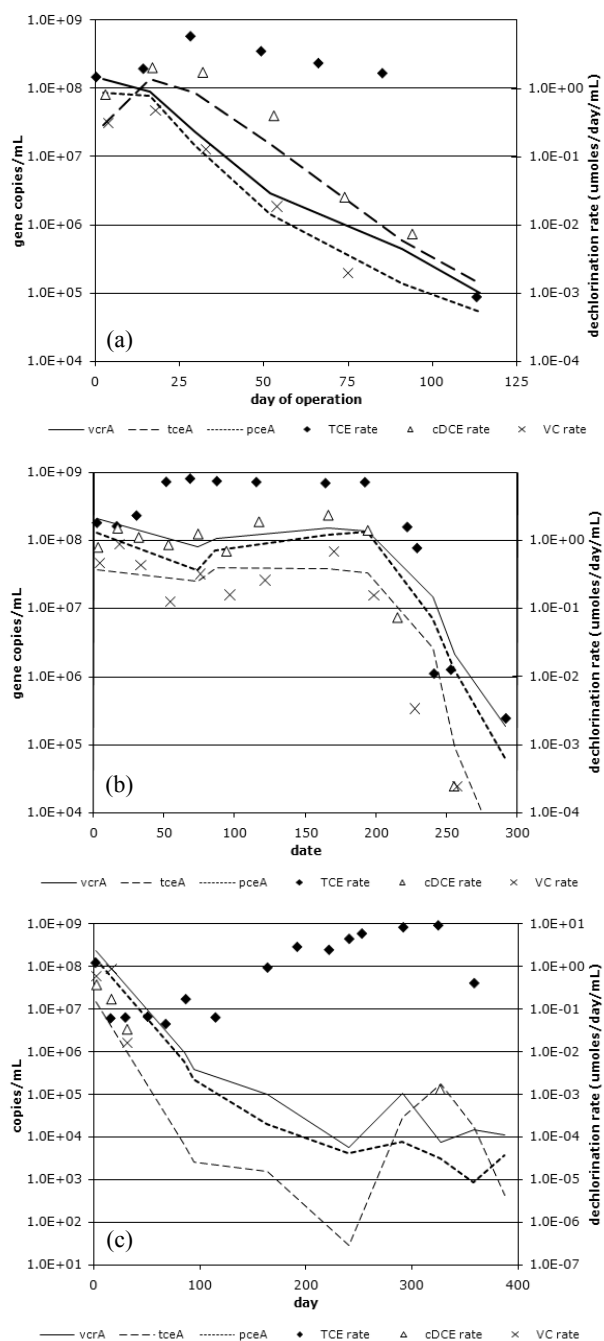 1.0E+09
1.0E+08
1.0E+07
1.0E+06
1.0E+05
1.0E+04
gene copies/mL
1.0E+00
1.0E-01
1.0E-02
1.0E-03
1.0E-04
dechlorination rate (umoles/day/mL)
(a)
0 25 50 75 100 125
day of operation
vcrA tceA pceA TCE rate cDCE rate VC rate
1.0E+09
1.0E+08
1.0E+07
1.0E+06
1.0E+05
1.0E+04
gene copies/mL
1.0E+00
1.0E-01
1.0E-02
1.0E-03
1.0E-04
dechlorination rate (umoles/day/mL)
(b)
0 50 100 150 200 250 300
date
vcrA tceA pceA TCE rate cDCE rate VC rate
1.0E+09
1.0E+08
1.0E+07
1.0E+06
1.0E+05
1.0E+04
1.0E+03
1.0E+02
1.0E+01
copies/mL
1.0E+01
1.0E+00
1.0E-01
1.0E-02
1.0E-03
1.0E-04
1.0E-05
1.0E-06
1.0E-07
dechlorination rate (umoles/day/mL)
(c)
0 100 200 300 400
day
vcrA tceA pceA TCE rate cDCE rate VC rate